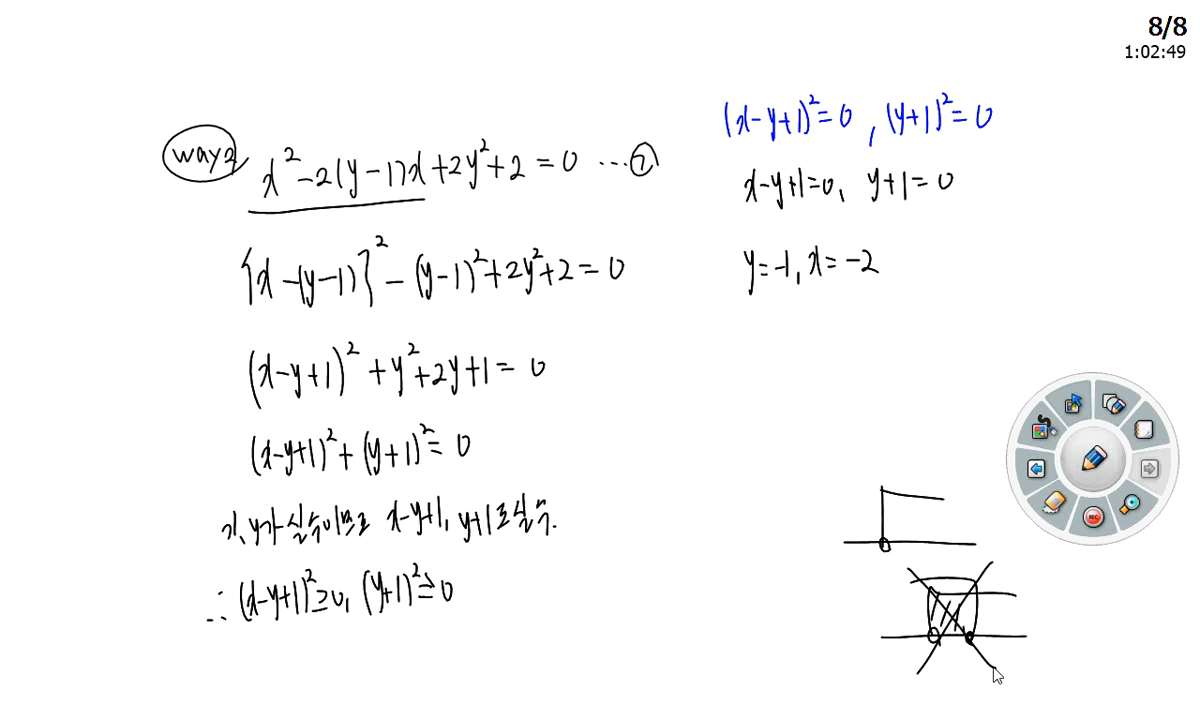 8/8
1:02:49
way2 x²-2(y-1)x+2y²+2=0 …㉠
{x-(y-1)}²-(y-1)²+2y²+2=0
(x-y+1)²+y²+2y+1=0
(x-y+1)²+(y+1)²=0
x, y가 실수이므로 x-y+1, y+1도 실수.
∴ (x-y+1)²≥0, (y+1)²≥0
(x-y+1)²=0, (y+1)²=0
x-y+1=0, y+1=0
y=-1, x=-2
REC